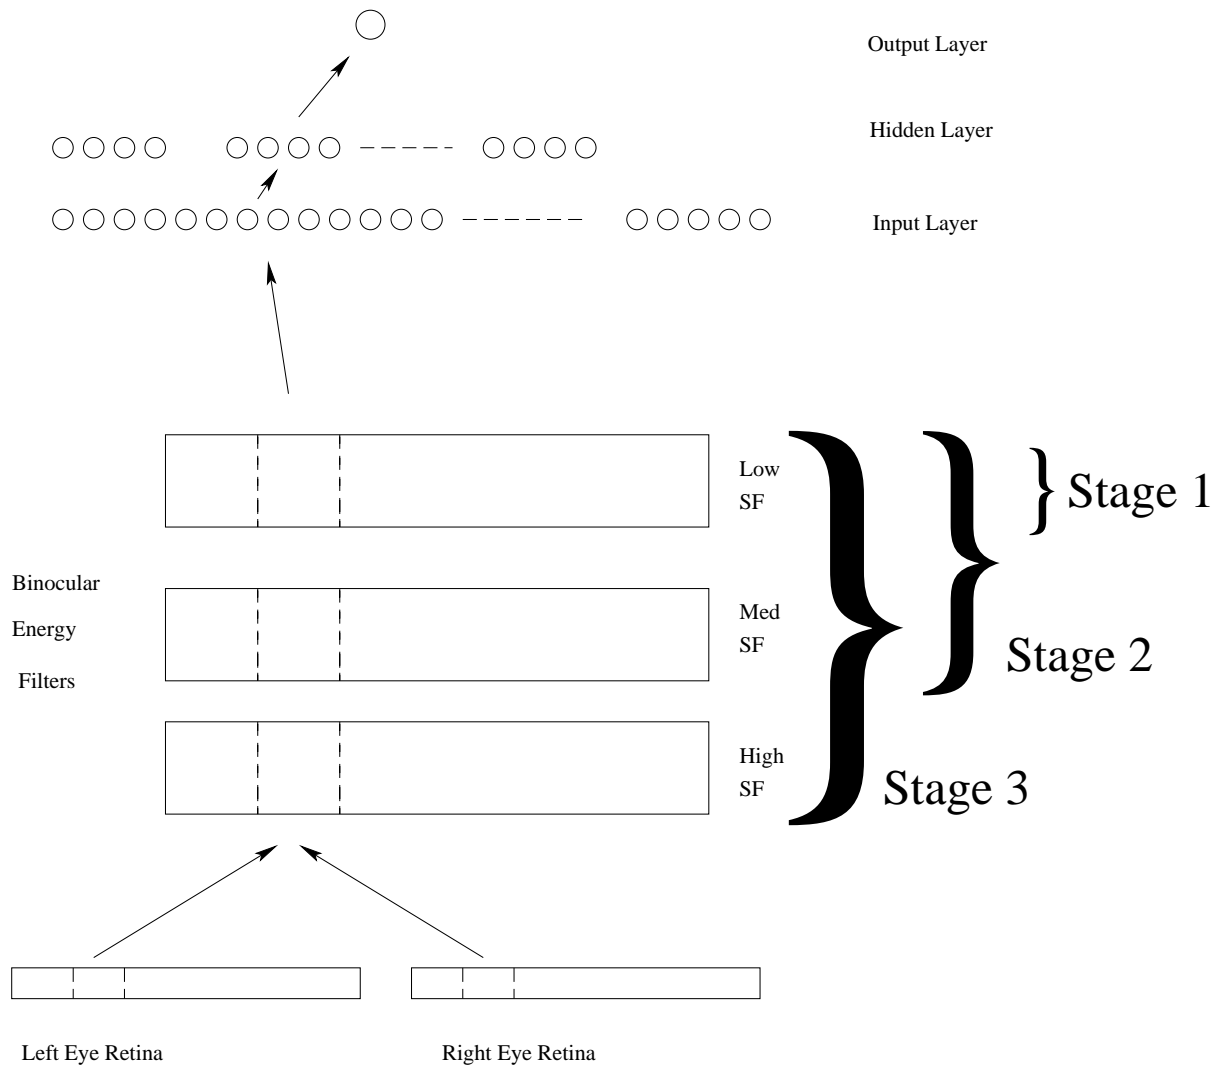 Output Layer
Hidden Layer
Input Layer
Low
SF
Stage 1
Binocular
Energy
Filters
Med
SF
Stage 2
High
SF
Stage 3
Left Eye Retina
Right Eye Retina